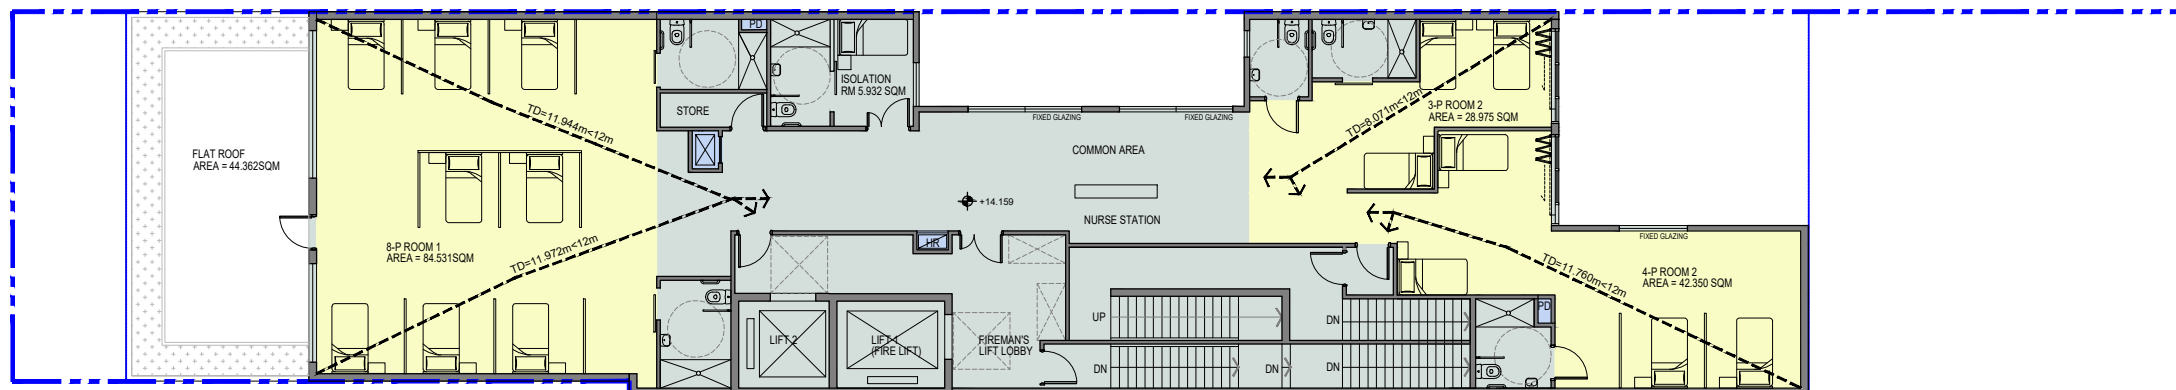 PD
ISOLATION
RM 5.932 SQM
TD=11.944m<12m
STORE
FIXED GLAZING
FIXED GLAZING
TD=8.071m<12m
3-P ROOM 2
AREA = 28.975 SQM
FLAT ROOF
AREA = 44.362SQM
COMMON AREA
+14.159
NURSE STATION
8-P ROOM 1
AREA = 84.531SQM
TD=11.972m<12m
HR
FIXED GLAZING
TD=11.760m<12m
4-P ROOM 2
AREA = 42.350 SQM
PD
UP
DN
LIFT 2
LIFT 1
(FIRE LIFT)
FIREMAN'S
LIFT LOBBY
DN
DN
DN